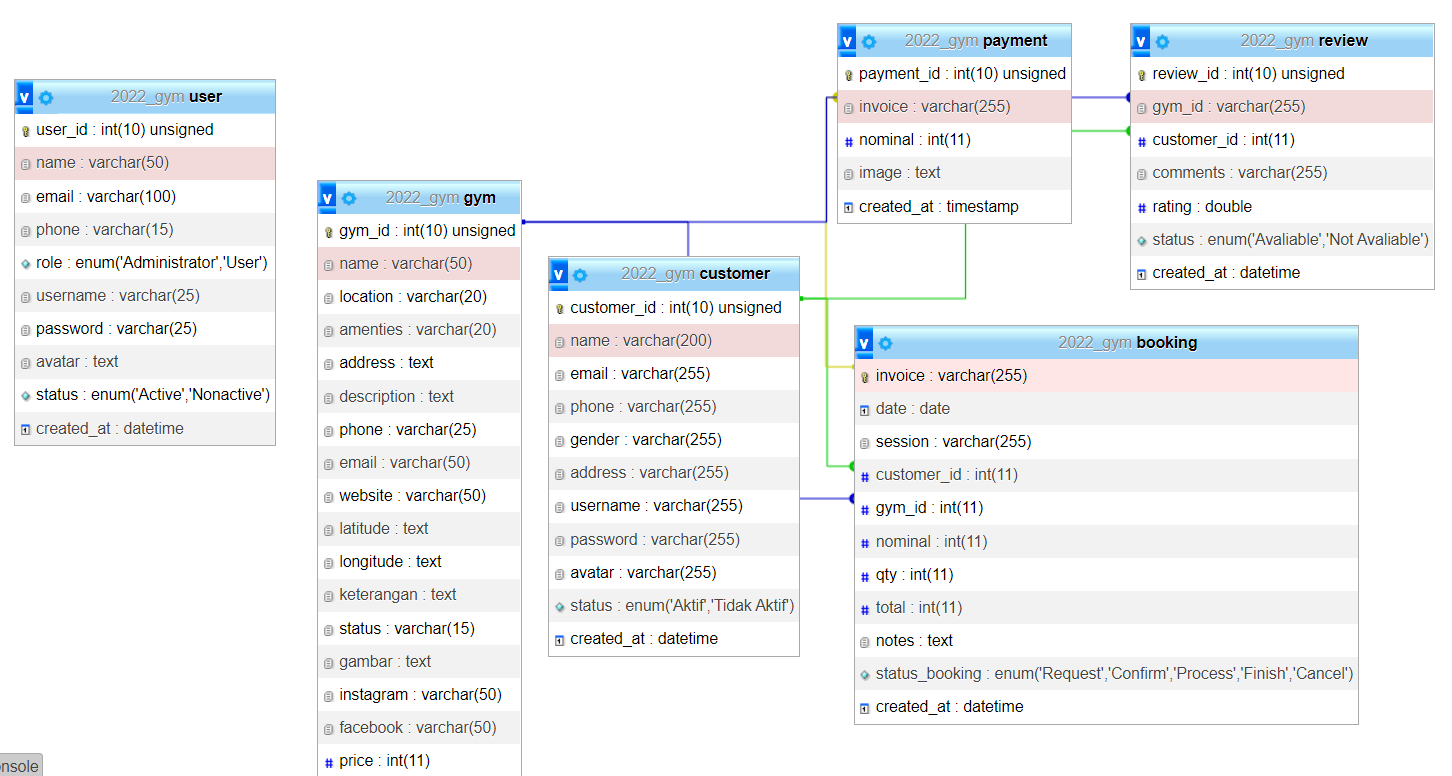 2022_gym user
user_id : int(10) unsigned
name : varchar(50)
email : varchar(100)
phone : varchar(15)
role : enum('Administrator','User')
username : varchar(25)
password : varchar(25)
avatar : text
status : enum('Active','Nonactive')
created_at : datetime
2022_gym gym
gym_id : int(10) unsigned
name : varchar(50)
location : varchar(20)
amenties : varchar(20)
address : text
description : text
phone : varchar(25)
email : varchar(50)
website : varchar(50)
latitude : text
longitude : text
keterangan : text
status : varchar(15)
gambar : text
instagram : varchar(50)
facebook : varchar(50)
price : int(11)
2022_gym customer
customer_id : int(10) unsigned
name : varchar(200)
email : varchar(255)
phone : varchar(255)
gender : varchar(255)
address : varchar(255)
username : varchar(255)
password : varchar(255)
avatar : varchar(255)
status : enum('Aktif','Tidak Aktif')
created_at : datetime
2022_gym payment
payment_id : int(10) unsigned
invoice : varchar(255)
nominal : int(11)
image : text
created_at : timestamp
2022_gym review
review_id : int(10) unsigned
gym_id : varchar(255)
customer_id : int(11)
comments : varchar(255)
rating : double
status : enum('Avaliable','Not Avaliable')
created_at : datetime
2022_gym booking
invoice : varchar(255)
date : date
session : varchar(255)
customer_id : int(11)
gym_id : int(11)
nominal : int(11)
qty : int(11)
total : int(11)
notes : text
status_booking : enum('Request','Confirm','Process','Finish','Cancel')
created_at : datetime
nsole